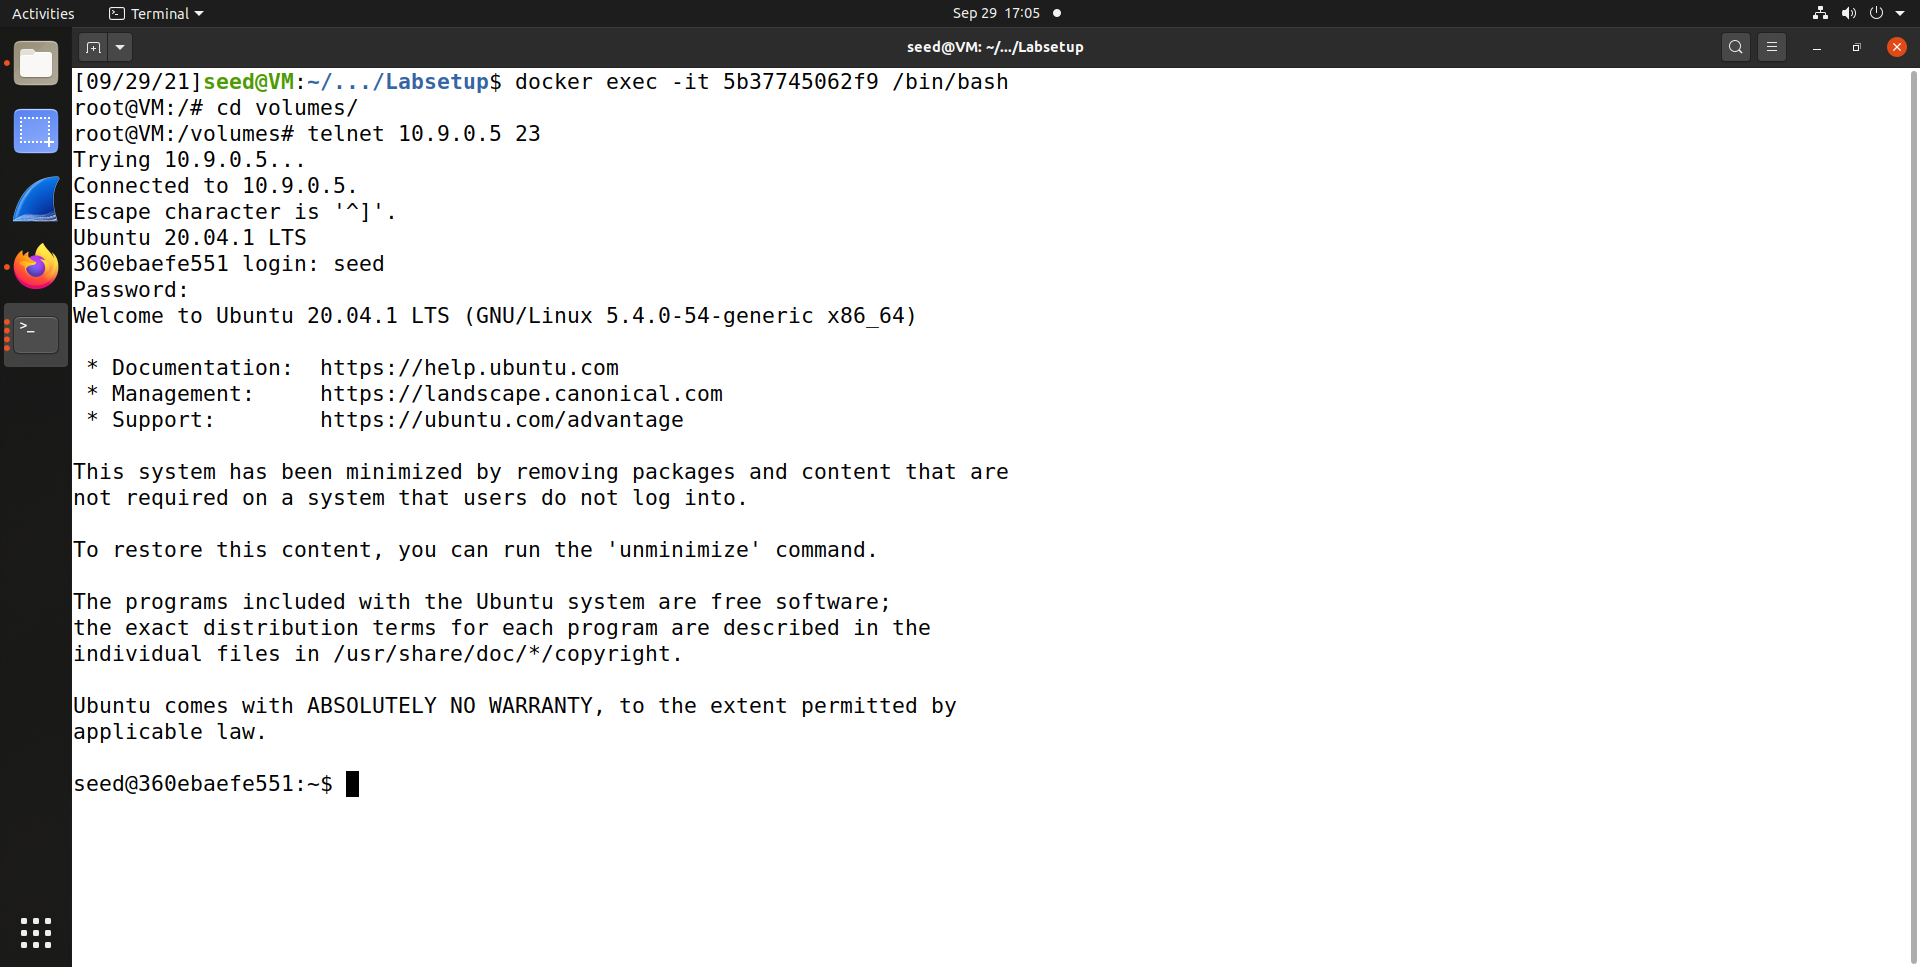 Activities
Terminal
Sep 29 17:05
seed@VM: ~/.../Labsetup
[09/29/21]seed@VM:~/.../Labsetup$ docker exec -it 5b37745062f9 /bin/bash
root@VM:/# cd volumes/
root@VM:/volumes# telnet 10.9.0.5 23
Trying 10.9.0.5...
Connected to 10.9.0.5.
Escape character is '^]'.
Ubuntu 20.04.1 LTS
360ebaefe551 login: seed
Password:
Welcome to Ubuntu 20.04.1 LTS (GNU/Linux 5.4.0-54-generic x86_64)
 * Documentation:  https://help.ubuntu.com
 * Management:     https://landscape.canonical.com
 * Support:        https://ubuntu.com/advantage
This system has been minimized by removing packages and content that are
not required on a system that users do not log into.
To restore this content, you can run the 'unminimize' command.
The programs included with the Ubuntu system are free software;
the exact distribution terms for each program are described in the
individual files in /usr/share/doc/*/copyright.
Ubuntu comes with ABSOLUTELY NO WARRANTY, to the extent permitted by
applicable law.
seed@360ebaefe551:~$